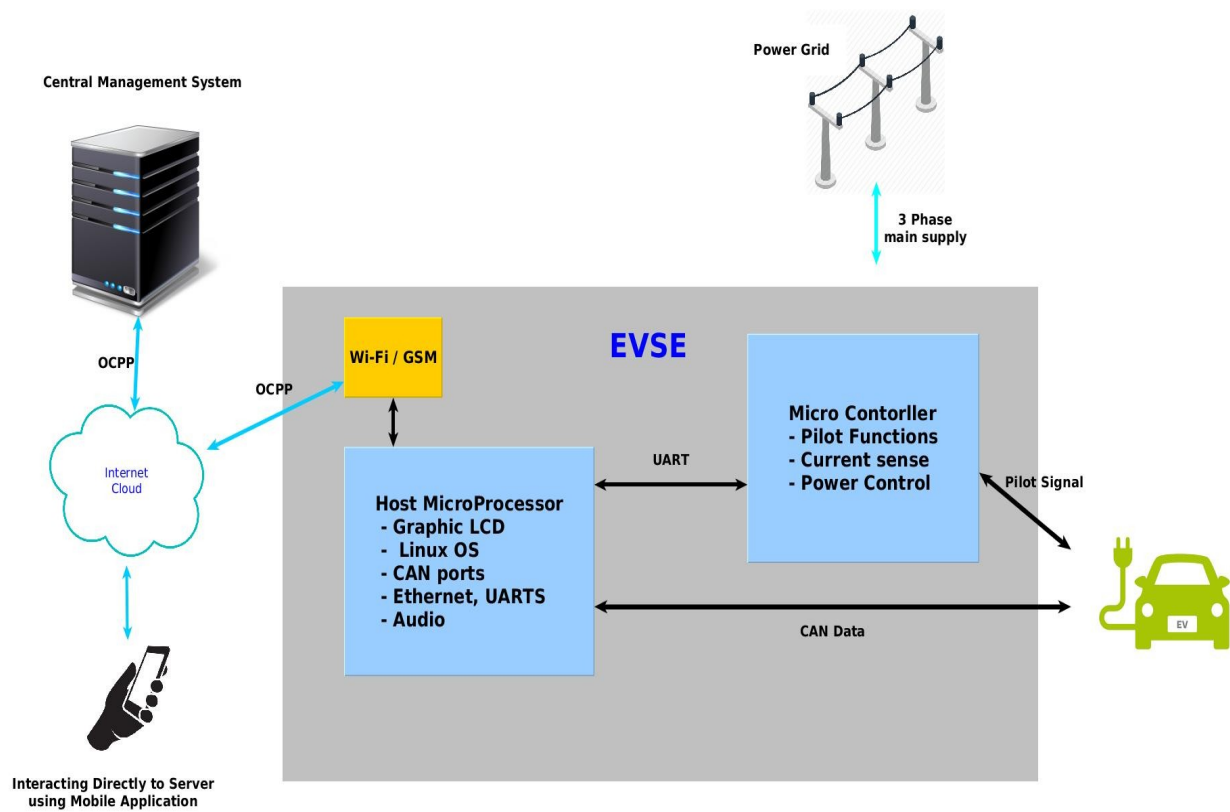 Power Grid
Central Management System
3 Phase
main supply
EVSE
Wi-Fi / GSM
OCPP
OCPP
Micro Contorller
- Pilot Functions
- Current sense
- Power Control
UART
Pilot Signal
Internet
Cloud
Host MicroProcessor
- Graphic LCD
- Linux OS
- CAN ports
- Ethernet, UARTS
- Audio
CAN Data
EV
Interacting Directly to Server
using Mobile Application